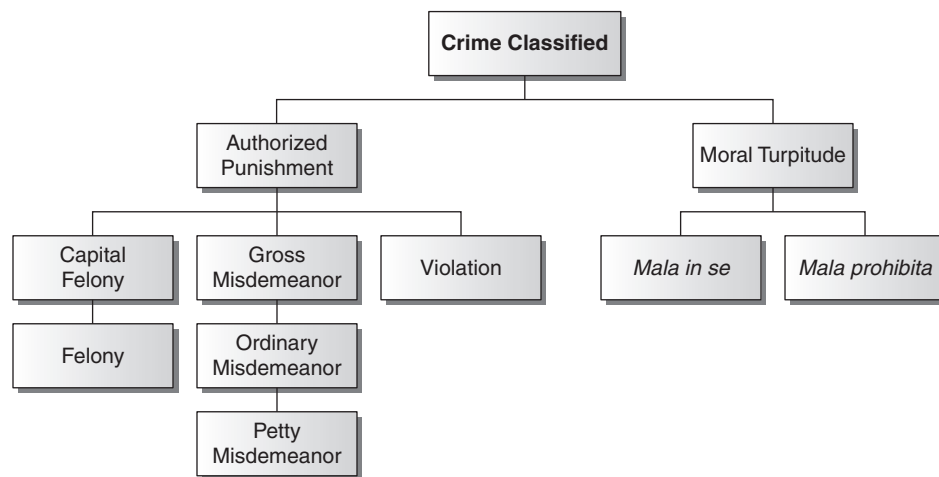 Crime Classified
Authorized
Punishment
Moral Turpitude
Capital
Felony
Gross
Misdemeanor
Violation
Mala in se
Mala prohibita
Felony
Ordinary
Misdemeanor
Petty
Misdemeanor